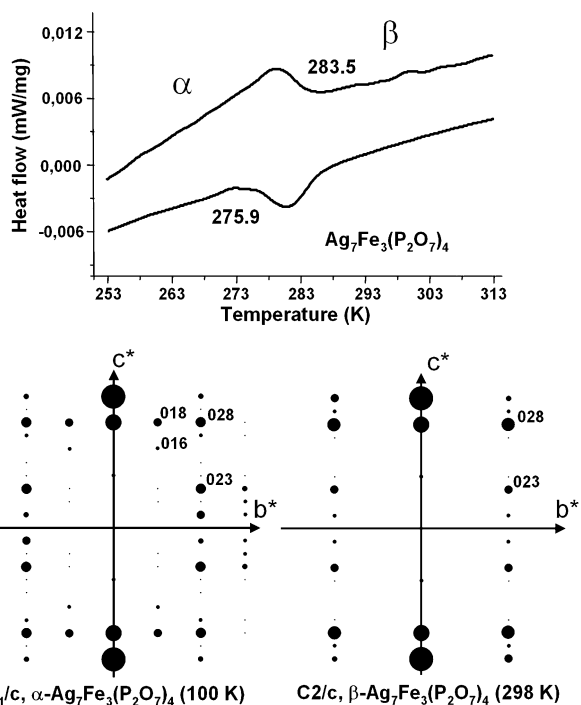 0,012
β
283.5
α
0,006
Heat flow (mW/mg)
0,000
275.9
-0,006
Ag₇Fe₃(P₂O₇)₄
253 263 273 283 293 303 313
Temperature (K)
c* c*
018 028 028
016
023 023
b* b*
₁/c, α-Ag₇Fe₃(P₂O₇)₄ (100 K) C2/c, β-Ag₇Fe₃(P₂O₇)₄ (298 K)